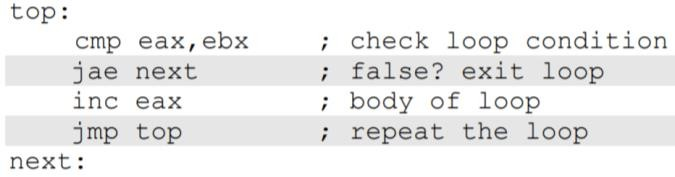 top:
cmp eax,ebx ; check loop condition
jae next ; false? exit loop
inc eax ; body of loop
jmp top ; repeat the loop
next: